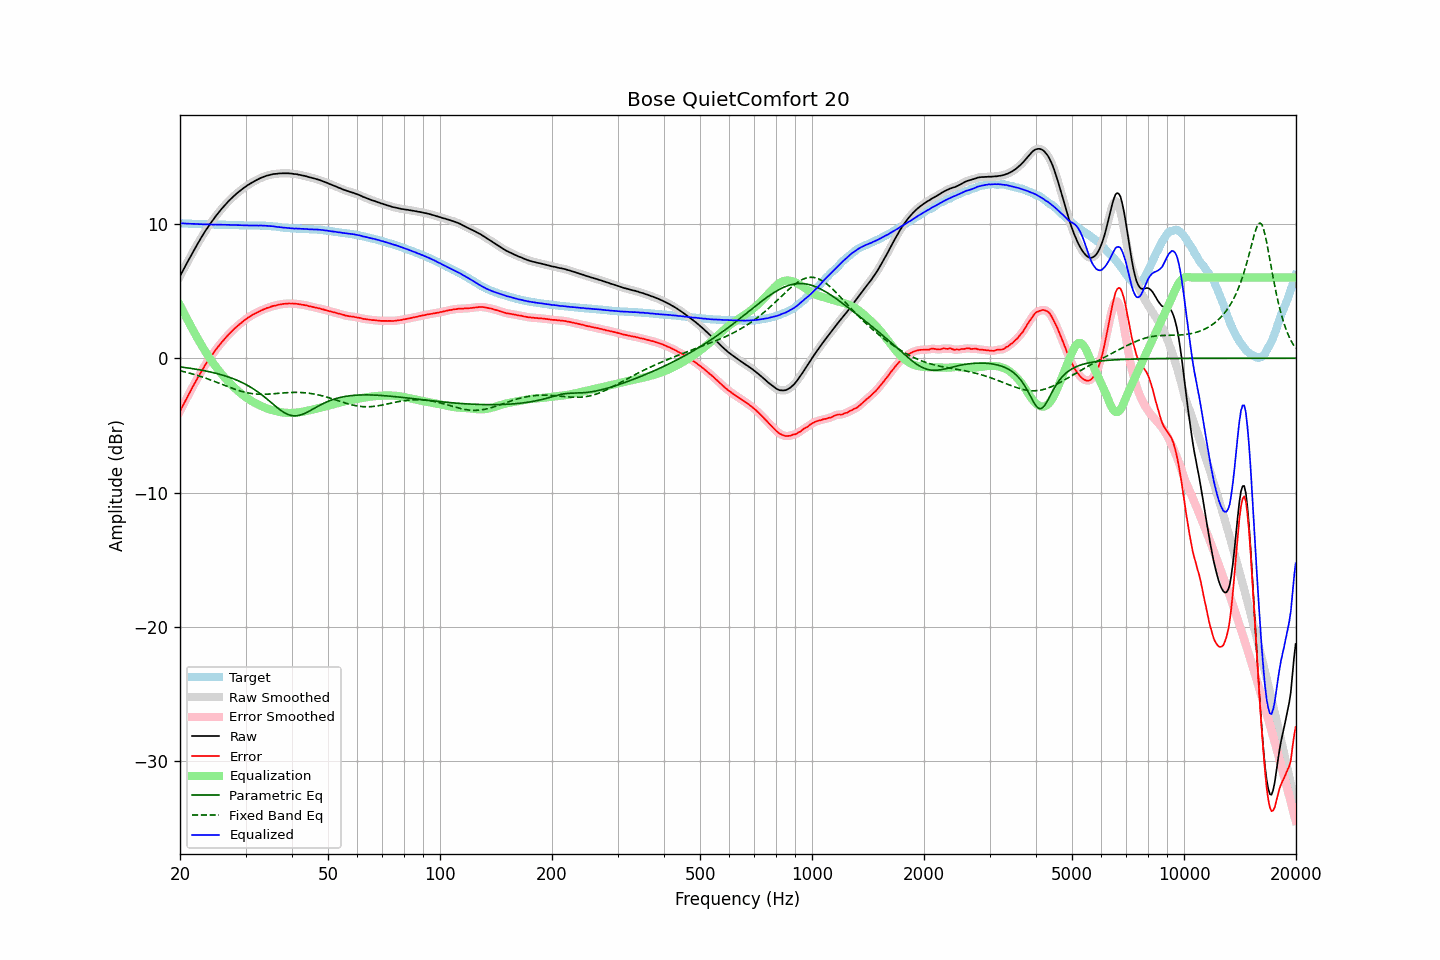 Bose QuietComfort 20
Amplitude (dBr)
10
0
−10
−20
−30
Target
Raw Smoothed
Error Smoothed
Raw
Error
Equalization
Parametric Eq
Fixed Band Eq
Equalized
20 50 100 200 500 1000 2000 5000 10000 20000
Frequency (Hz)